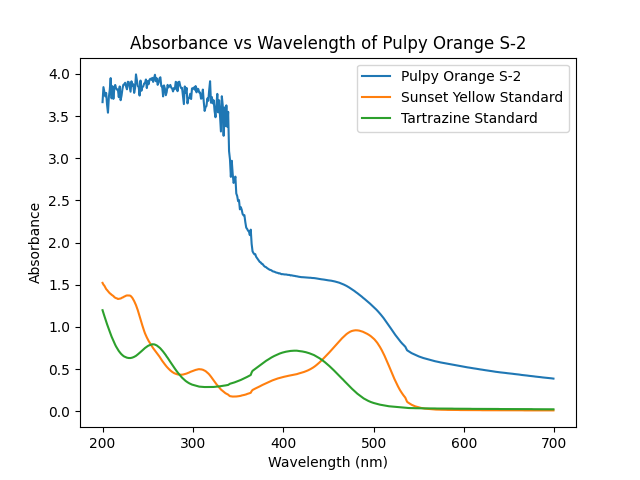 Absorbance vs Wavelength of Pulpy Orange S-2
Pulpy Orange S-2
Sunset Yellow Standard
Tartrazine Standard
4.0
3.5
3.0
2.5
2.0
1.5
1.0
0.5
0.0
Absorbance
200 300 400 500 600 700
Wavelength (nm)